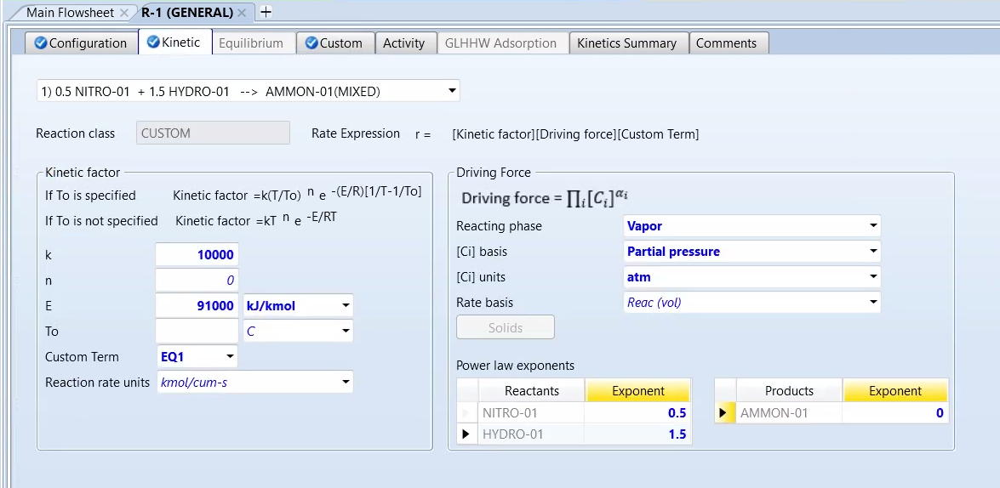 Main Flowsheet × R-1 (GENERAL) × +
Configuration Kinetic Equilibrium Custom Activity GLHHW Adsorption Kinetics Summary Comments
1) 0.5 NITRO-01 + 1.5 HYDRO-01 --> AMMON-01(MIXED)
Reaction class CUSTOM Rate Expression r = [Kinetic factor][Driving force][Custom Term]
Kinetic factor
If To is specified Kinetic factor =k(T/To) n e -(E/R)[1/T-1/To]
If To is not specified Kinetic factor =kT n e -E/RT
k 10000
n 0
E 91000 kJ/kmol
To C
Custom Term EQ1
Reaction rate units kmol/cum-s
Driving Force
Driving force = ∏i[Ci]^αi
Reacting phase Vapor
[Ci] basis Partial pressure
[Ci] units atm
Rate basis Reac (vol)
Solids
Power law exponents
Reactants Exponent
NITRO-01 0.5
HYDRO-01 1.5
Products Exponent
AMMON-01 0